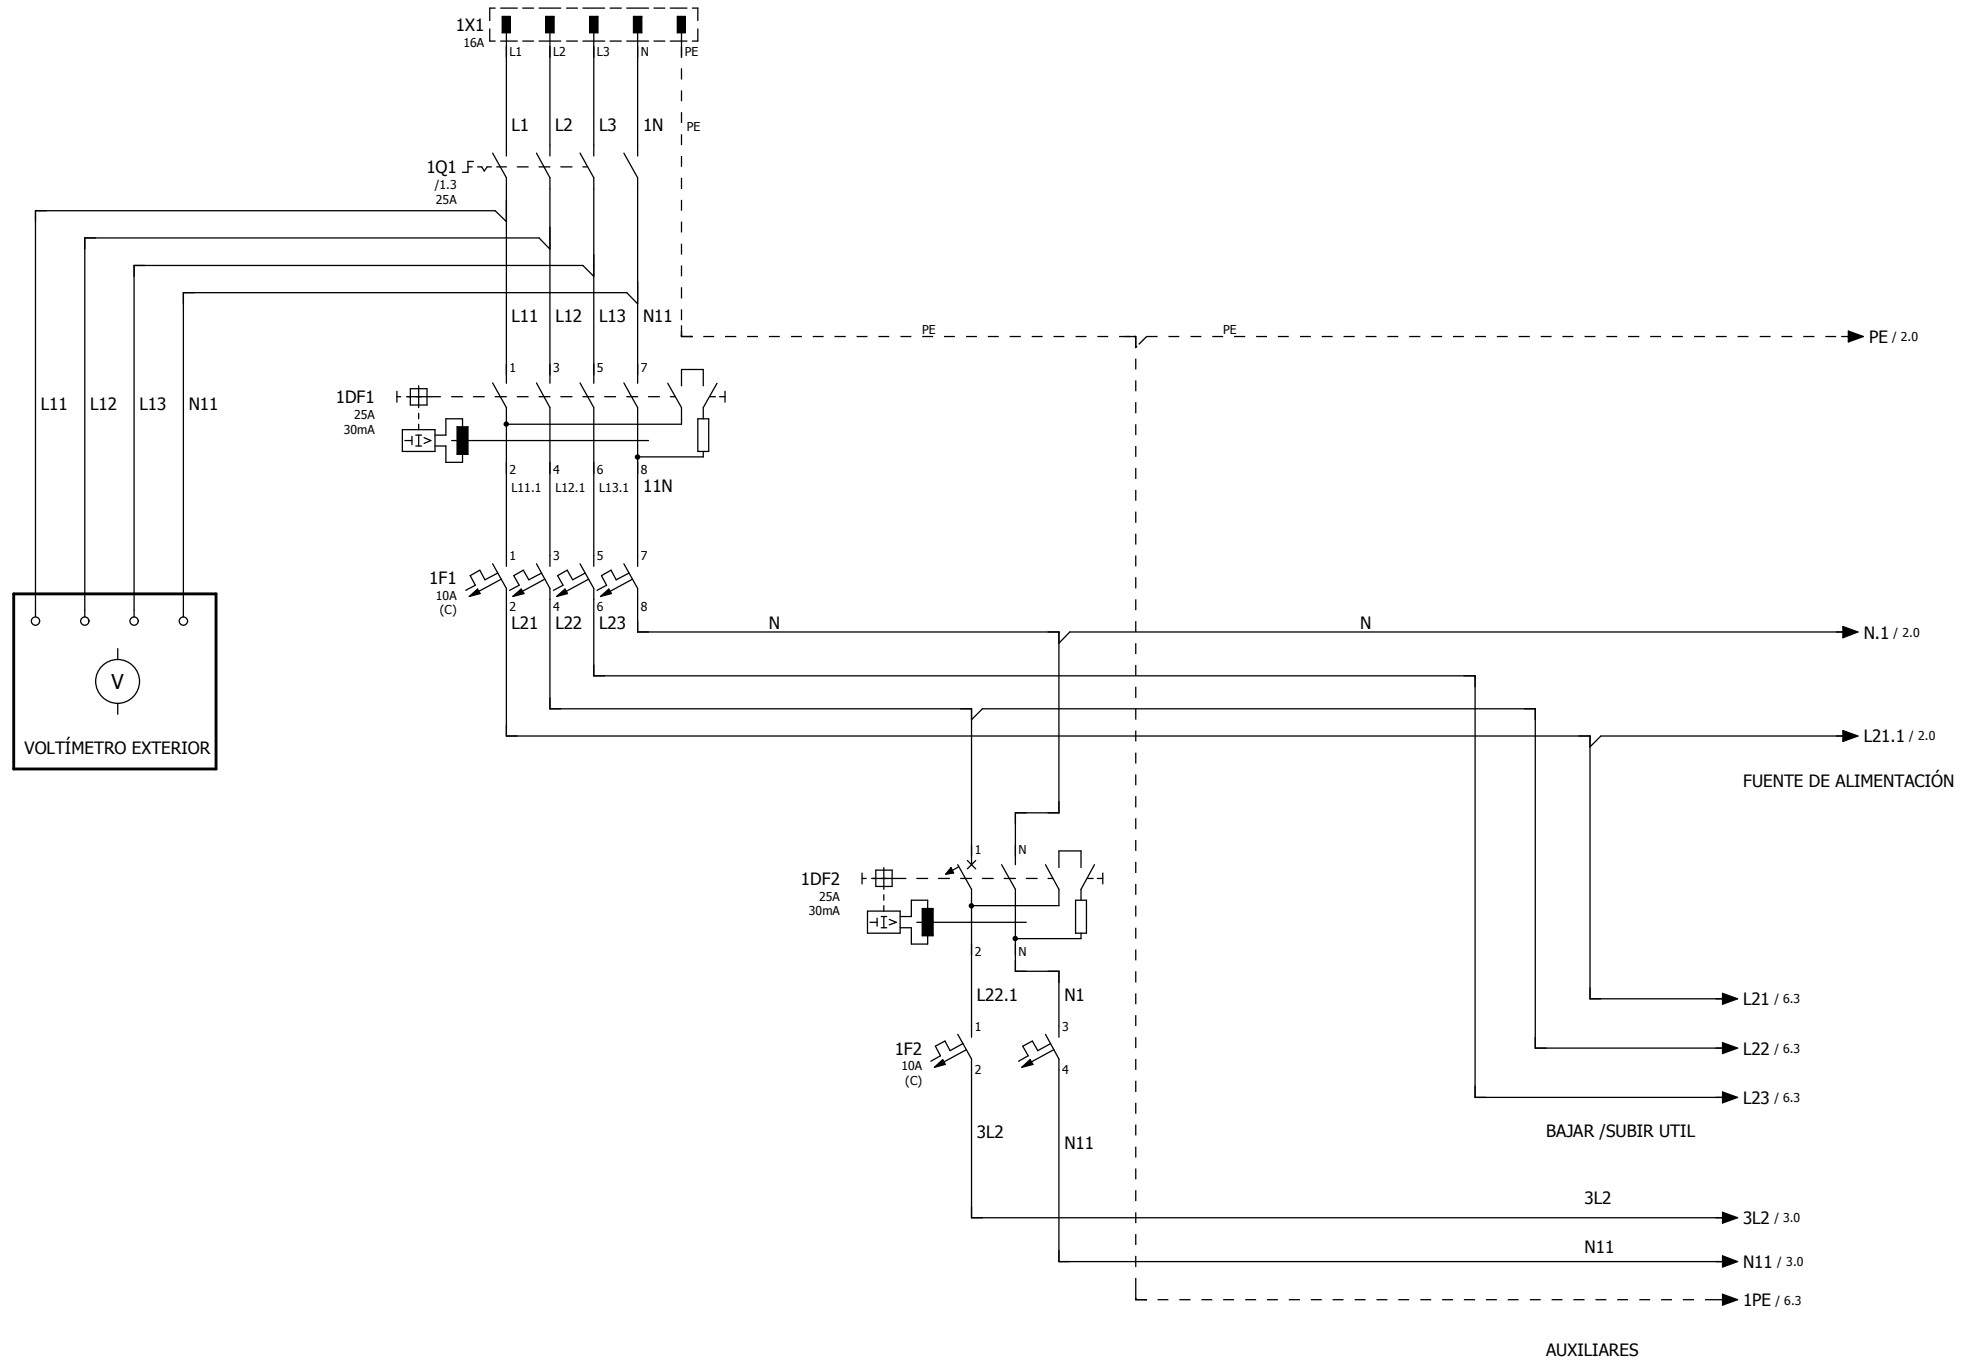 1X1
16A
L1 L2 L3 N PE
L1 L2 L3 1N PE
1Q1
/1.3
25A
L11 L12 L13 N11
PE PE PE / 2.0
1 3 5 7
1DF1
25A
30mA
-I>
L11 L12 L13 N11
2 4 6 8
L11.1 L12.1 L13.1 11N
1 3 5 7
1F1
10A
(C)
2 4 6 8
L21 L22 L23
N N N.1 / 2.0
V
VOLTÍMETRO EXTERIOR
L21.1 / 2.0
FUENTE DE ALIMENTACIÓN
1 N
1DF2
25A
30mA
-I>
2 N
L22.1 N1
L21 / 6.3
1 3
1F2
10A
(C)
2 4
L22 / 6.3
L23 / 6.3
BAJAR /SUBIR UTIL
3L2 N11
3L2
3L2 / 3.0
N11
N11 / 3.0
1PE / 6.3
AUXILIARES